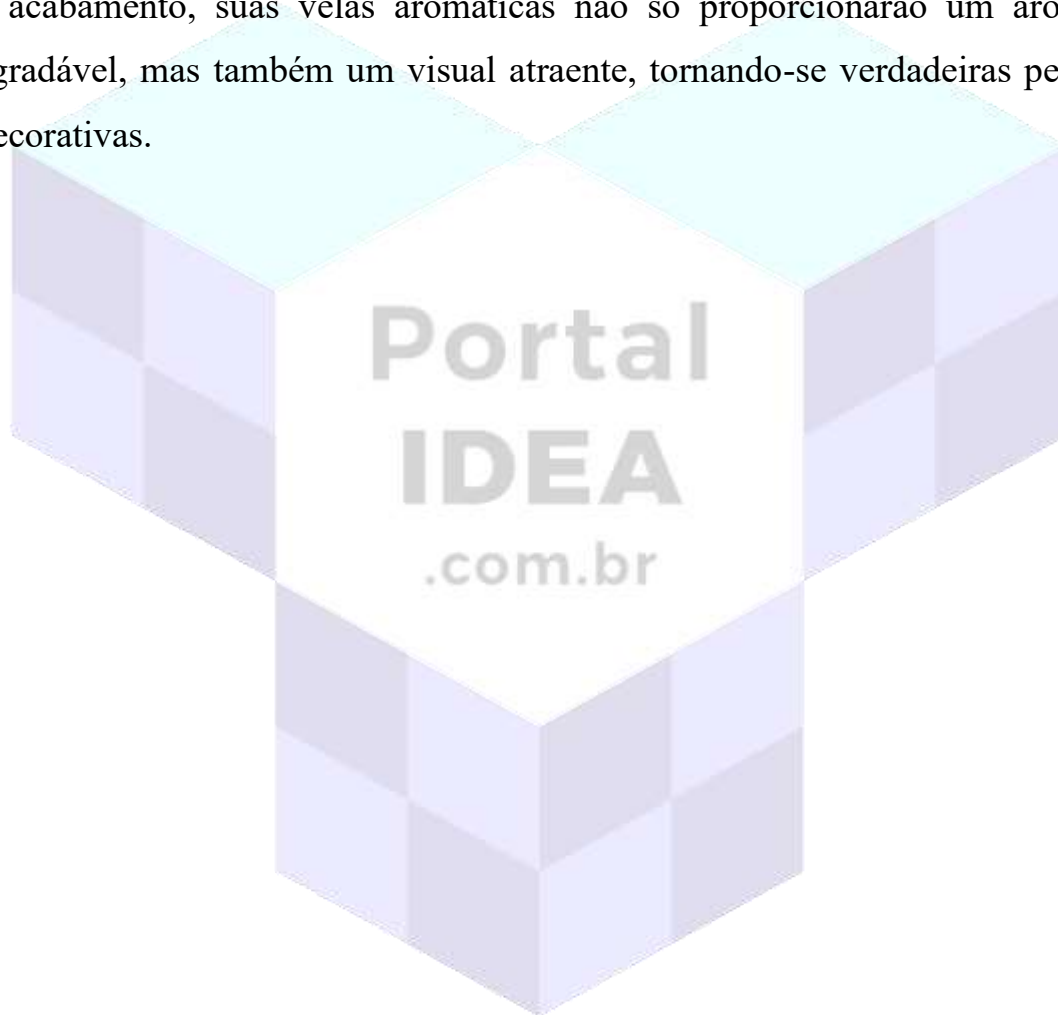 acabamento, suas velas aromáticas não só proporcionarão um aro
gradável, mas também um visual atraente, tornando-se verdadeiras pe
ecorativas.
Portal
IDEA
.com.br